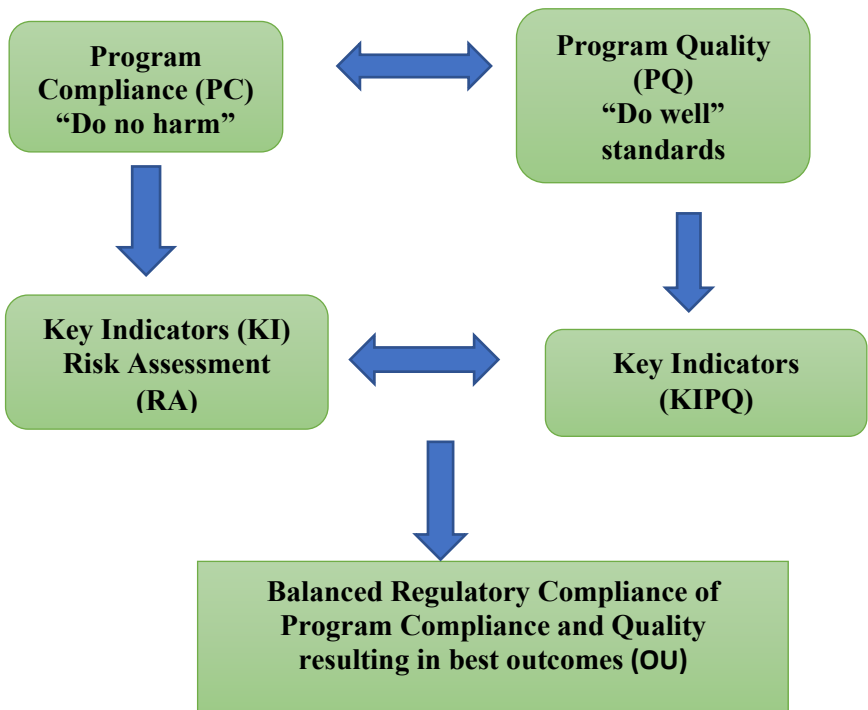 Program
Compliance (PC)
“Do no harm”
Program Quality
(PQ)
“Do well”
standards
Key Indicators (KI)
Risk Assessment
(RA)
Key Indicators
(KIPQ)
Balanced Regulatory Compliance of
Program Compliance and Quality
resulting in best outcomes (OU)